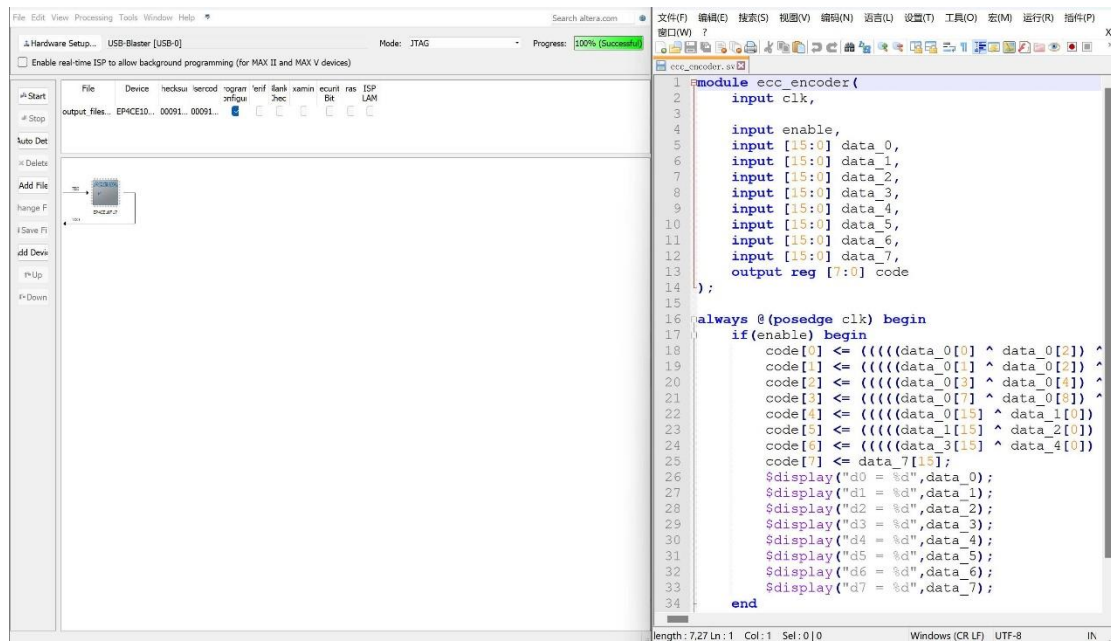 File Edit View Processing Tools Window Help
Search altera.com
Hardware Setup... USB-Blaster [USB-0]
Mode: JTAG
Progress: 100% (Successful)
Enable real-time ISP to allow background programming (for MAX II and MAX V devices)
File Device
ISP
Bit
output_files... EP4CE10... 00091... 00091...
Start
Stop
Auto Det
Delete
Add File
hange F
Save Fi
dd Devic
Up
Down
文件(F) 编辑(E) 搜索(S) 视图(V) 编码(N) 语言(L) 设置(T) 工具(O) 宏(M) 运行(R) 插件(P)
窗口(W) ? X
ecc_encoder.sv
1 module ecc_encoder(
2 input clk,
3
4 input enable,
5 input [15:0] data_0,
6 input [15:0] data_1,
7 input [15:0] data_2,
8 input [15:0] data_3,
9 input [15:0] data_4,
10 input [15:0] data_5,
11 input [15:0] data_6,
12 input [15:0] data_7,
13 output reg [7:0] code
14 );
15
16 always @(posedge clk) begin
17 if(enable) begin
18 code[0] <= (((((data_0[0] ^ data_0[2]) ^
19 code[1] <= (((((data_0[1] ^ data_0[2]) ^
20 code[2] <= (((((data_0[3] ^ data_0[4]) ^
21 code[3] <= (((((data_0[7] ^ data_0[8]) ^
22 code[4] <= (((((data_0[15] ^ data_1[0])
23 code[5] <= (((((data_1[15] ^ data_2[0])
24 code[6] <= (((((data_3[15] ^ data_4[0])
25 code[7] <= data_7[15];
26 $display("d0 = %d",data_0);
27 $display("d1 = %d",data_1);
28 $display("d2 = %d",data_2);
29 $display("d3 = %d",data_3);
30 $display("d4 = %d",data_4);
31 $display("d5 = %d",data_5);
32 $display("d6 = %d",data_6);
33 $display("d7 = %d",data_7);
34 end
length : 7,27 Ln : 1 Col : 1 Sel : 0 | 0 Windows (CR LF) UTF-8 IN